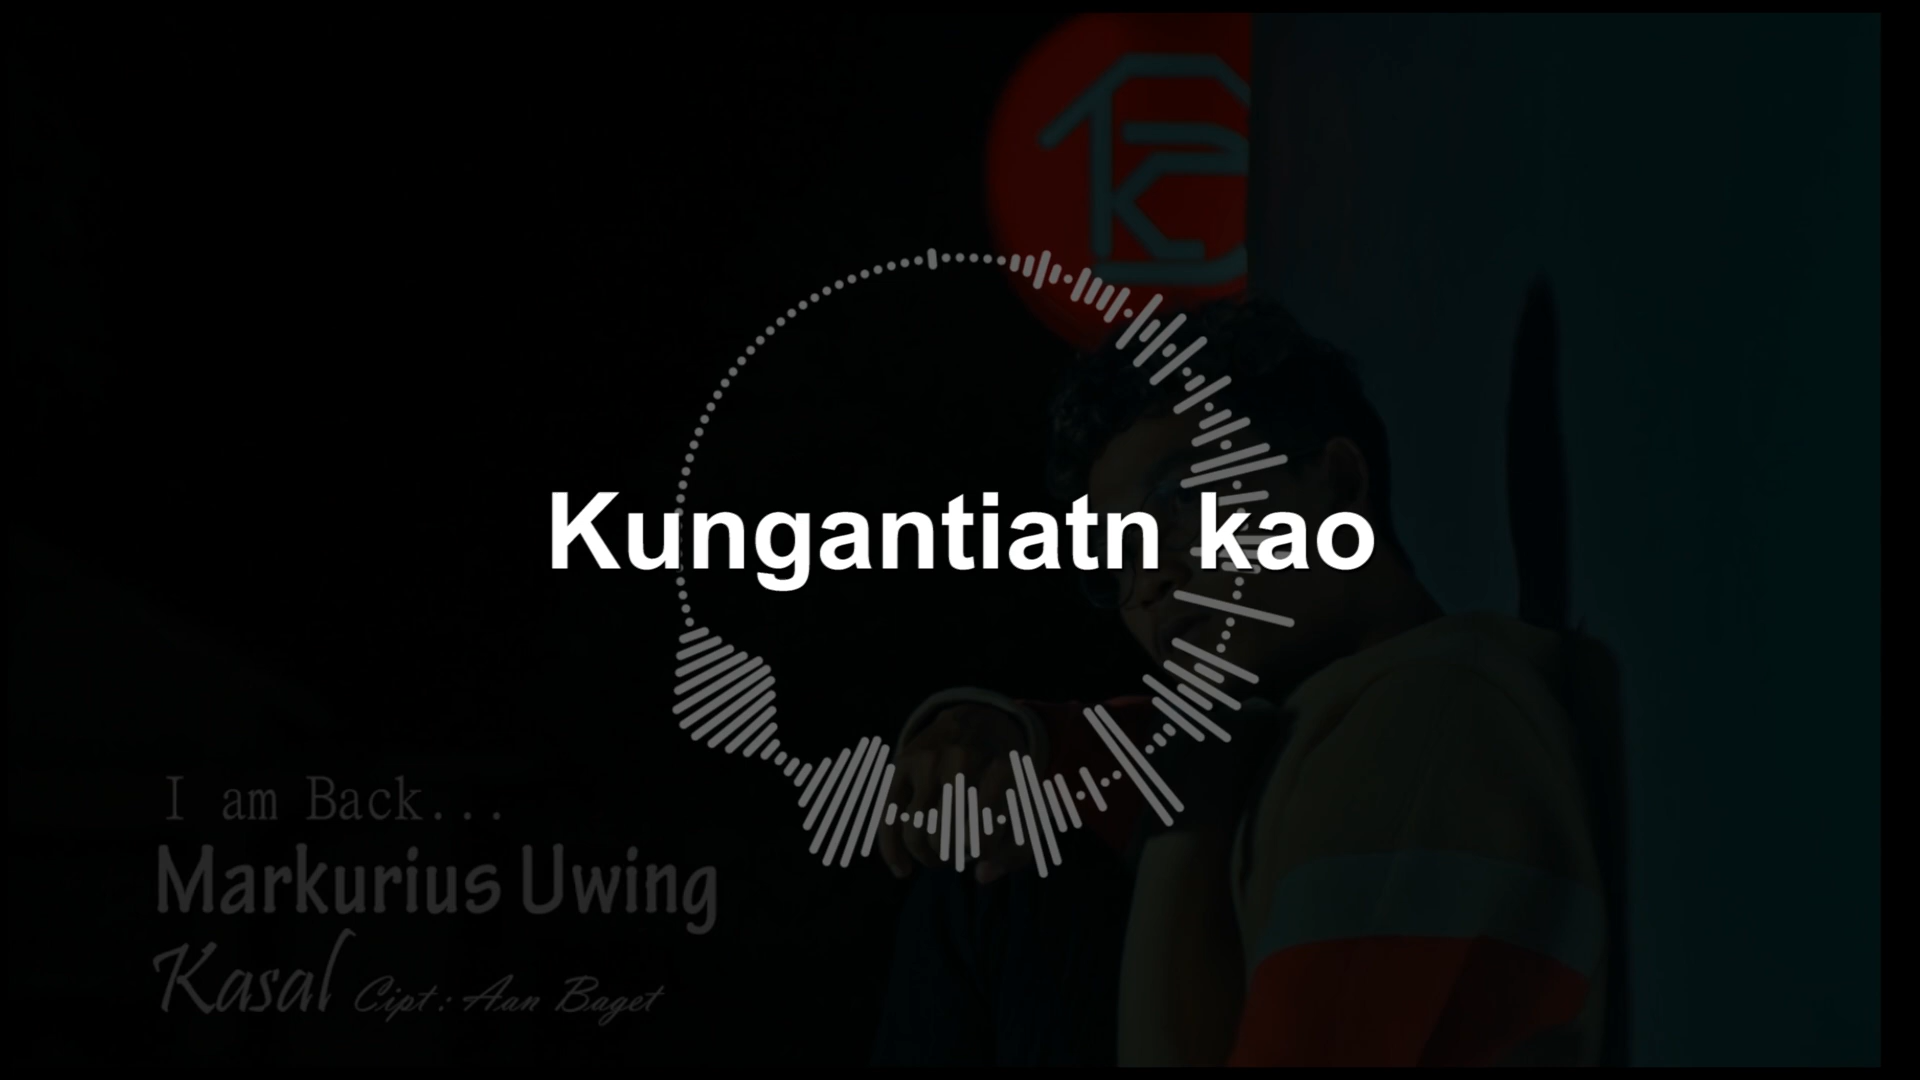 Kungantiatn kao
I am Back...
Markurius Uwing
Kasal Cipt : Aan Baget